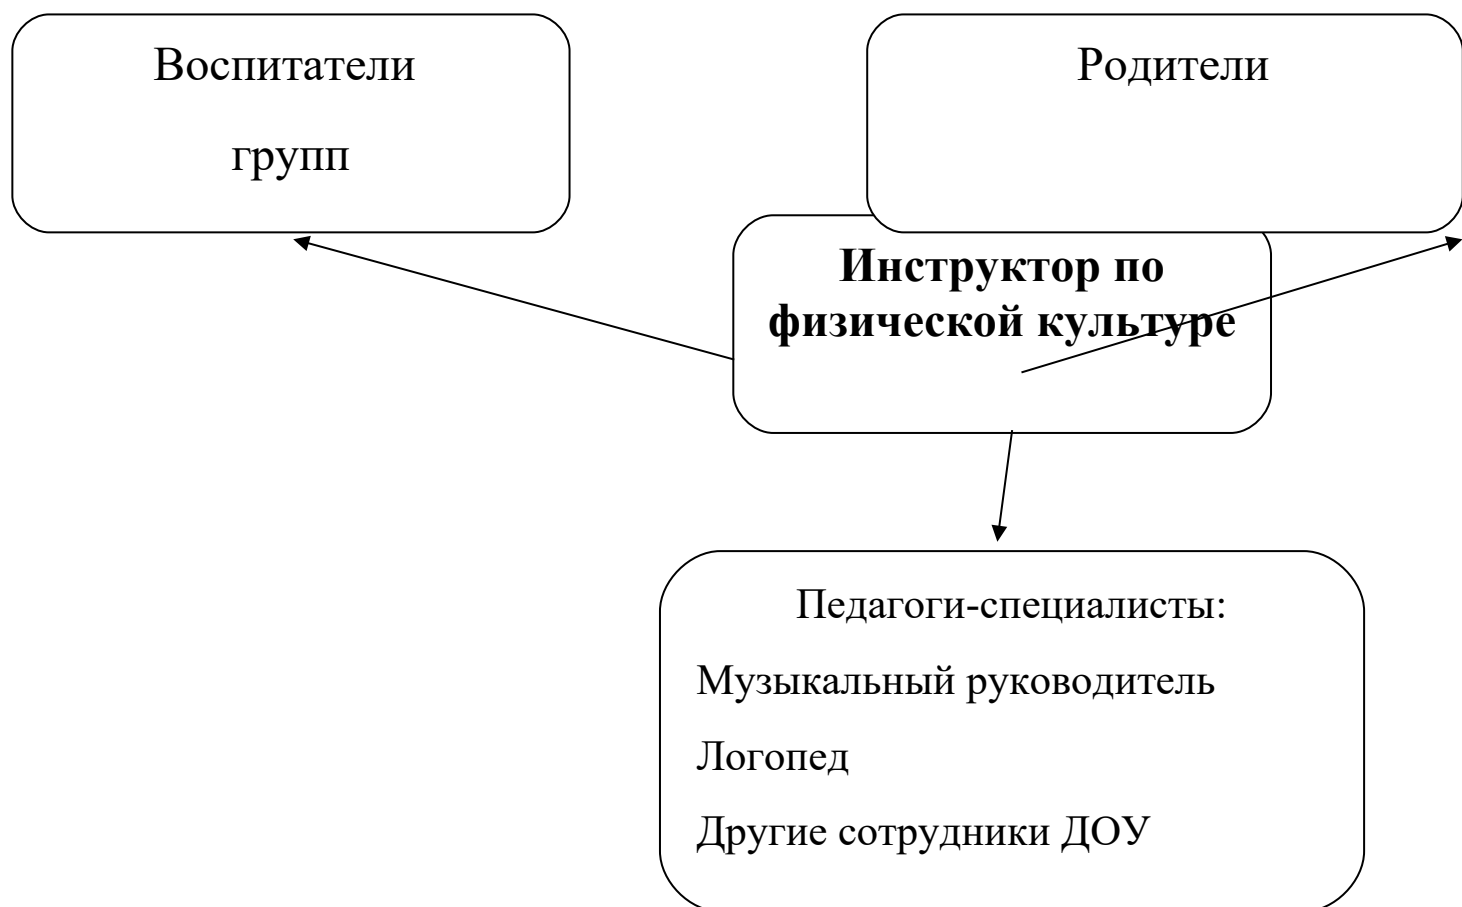 Воспитатели
групп
Родители
Инструктор по
физической культуре
Педагоги-специалисты:
Музыкальный руководитель
Логопед
Другие сотрудники ДОУ